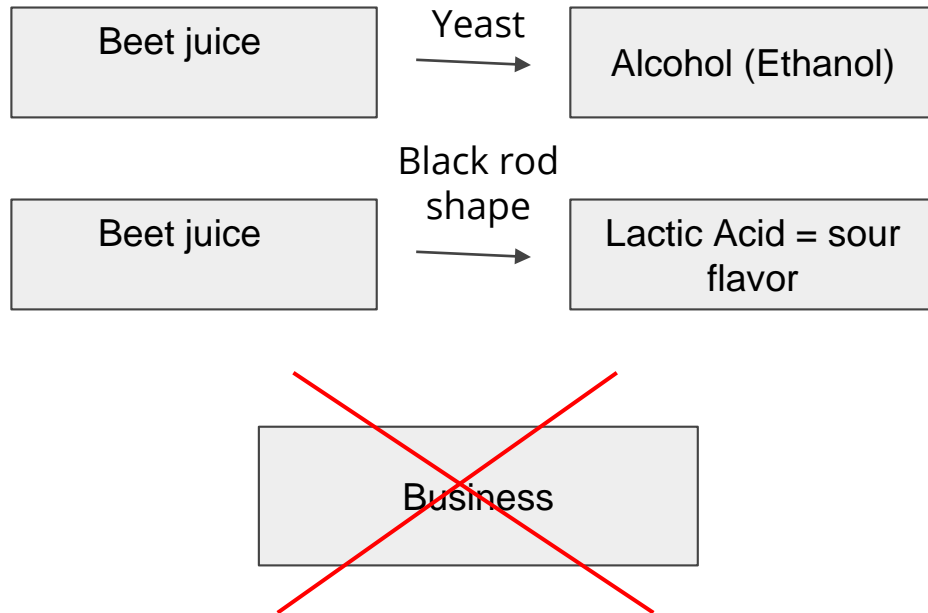 Beet juice
Yeast
Alcohol (Ethanol)
Beet juice
Black rod
shape
Lactic Acid = sour
flavor
Business